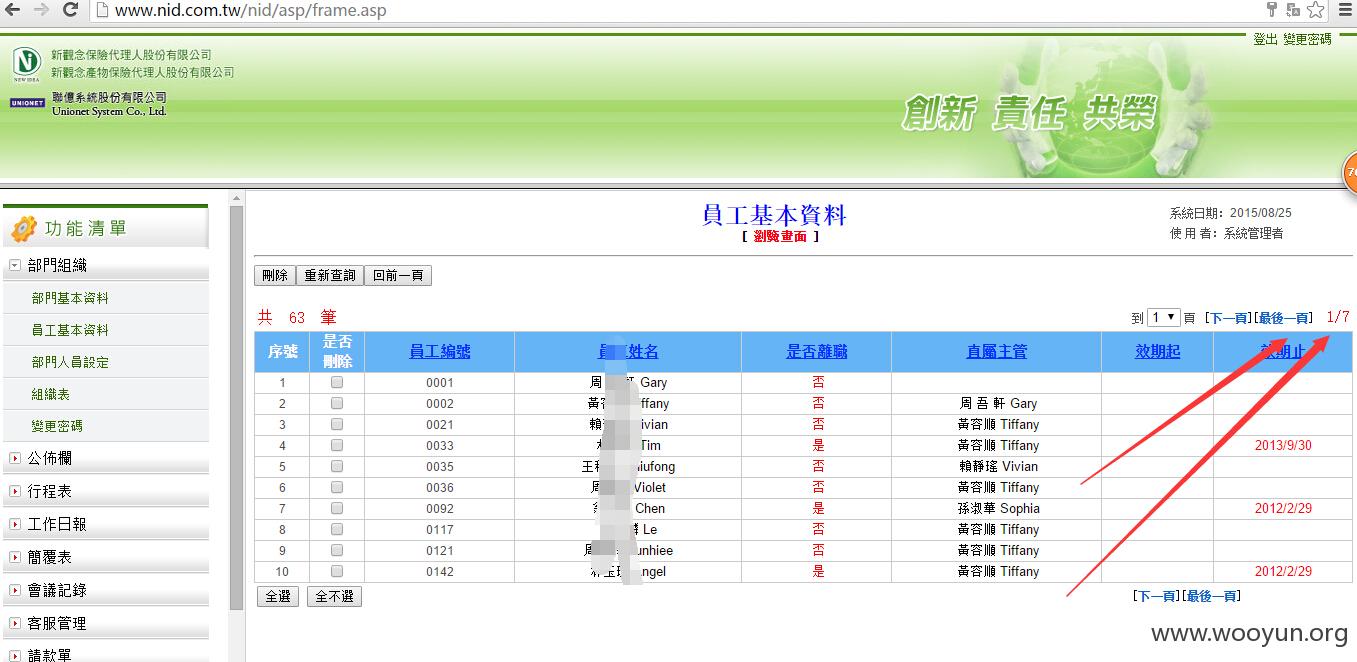 www.nid.com.tw/nid/asp/frame.asp
登出 變更密碼
新觀念保險代理人股份有限公司
新觀念產物保險代理人股份有限公司
NEW IDEA
UNIONET 聯億系統股份有限公司
Unionet System Co., Ltd.
創新 責任 共榮
功能清單
部門組織
部門基本資料
員工基本資料
部門人員設定
組織表
變更密碼
公佈欄
行程表
工作日報
簡覆表
會議記錄
客服管理
請款單
員工基本資料
[ 瀏覽畫面 ]
系統日期: 2015/08/25
使 用 者: 系統管理者
刪除 重新查詢 回前一頁
共 63 筆
到 1 頁 [下一頁][最後一頁] 1/7
序號 是否刪除 員工編號 姓名 是否離職 直屬主管 效期起 效期止
1 0001 周 軒 Gary 否
2 0002 黃容 ffany 否 周 吾 軒 Gary
3 0021 賴 ivian 否 黃容順 Tiffany
4 0033 Tim 是 黃容順 Tiffany 2013/9/30
5 0035 王 iufong 否 賴靜瑤 Vivian
6 0036 周 Violet 否 黃容順 Tiffany
7 0092 Chen 是 孫淑華 Sophia 2012/2/29
8 0117 Le 否 黃容順 Tiffany
9 0121 周 unhiee 否 黃容順 Tiffany
10 0142 ngel 是 黃容順 Tiffany 2012/2/29
全選 全不選
[下一頁][最後一頁]
www.wooyun.org